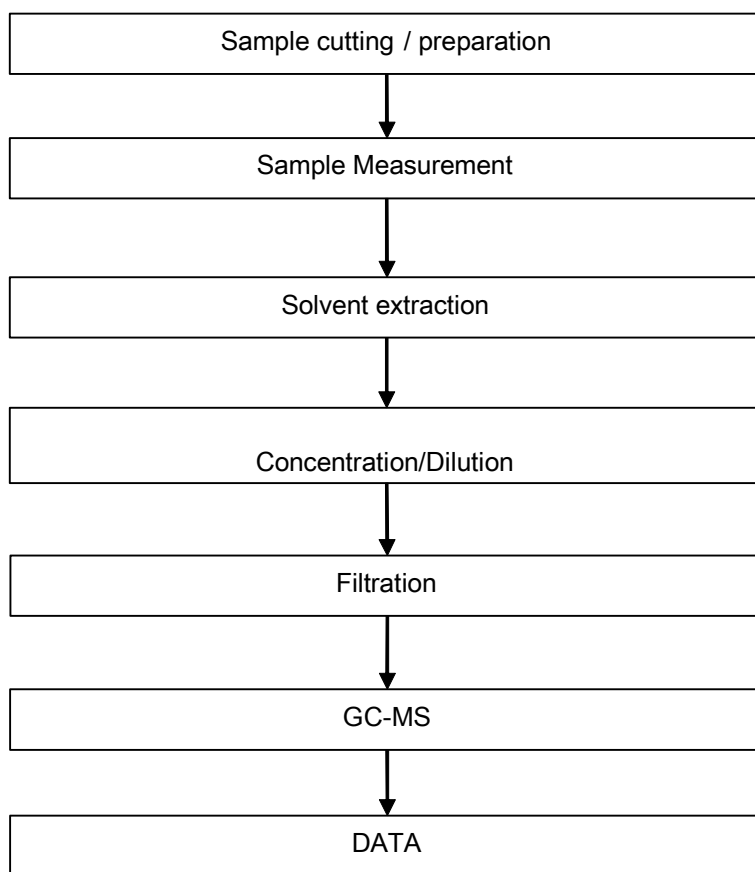 Sample cutting / preparation
Sample Measurement
Solvent extraction
Concentration/Dilution
Filtration
GC-MS
DATA